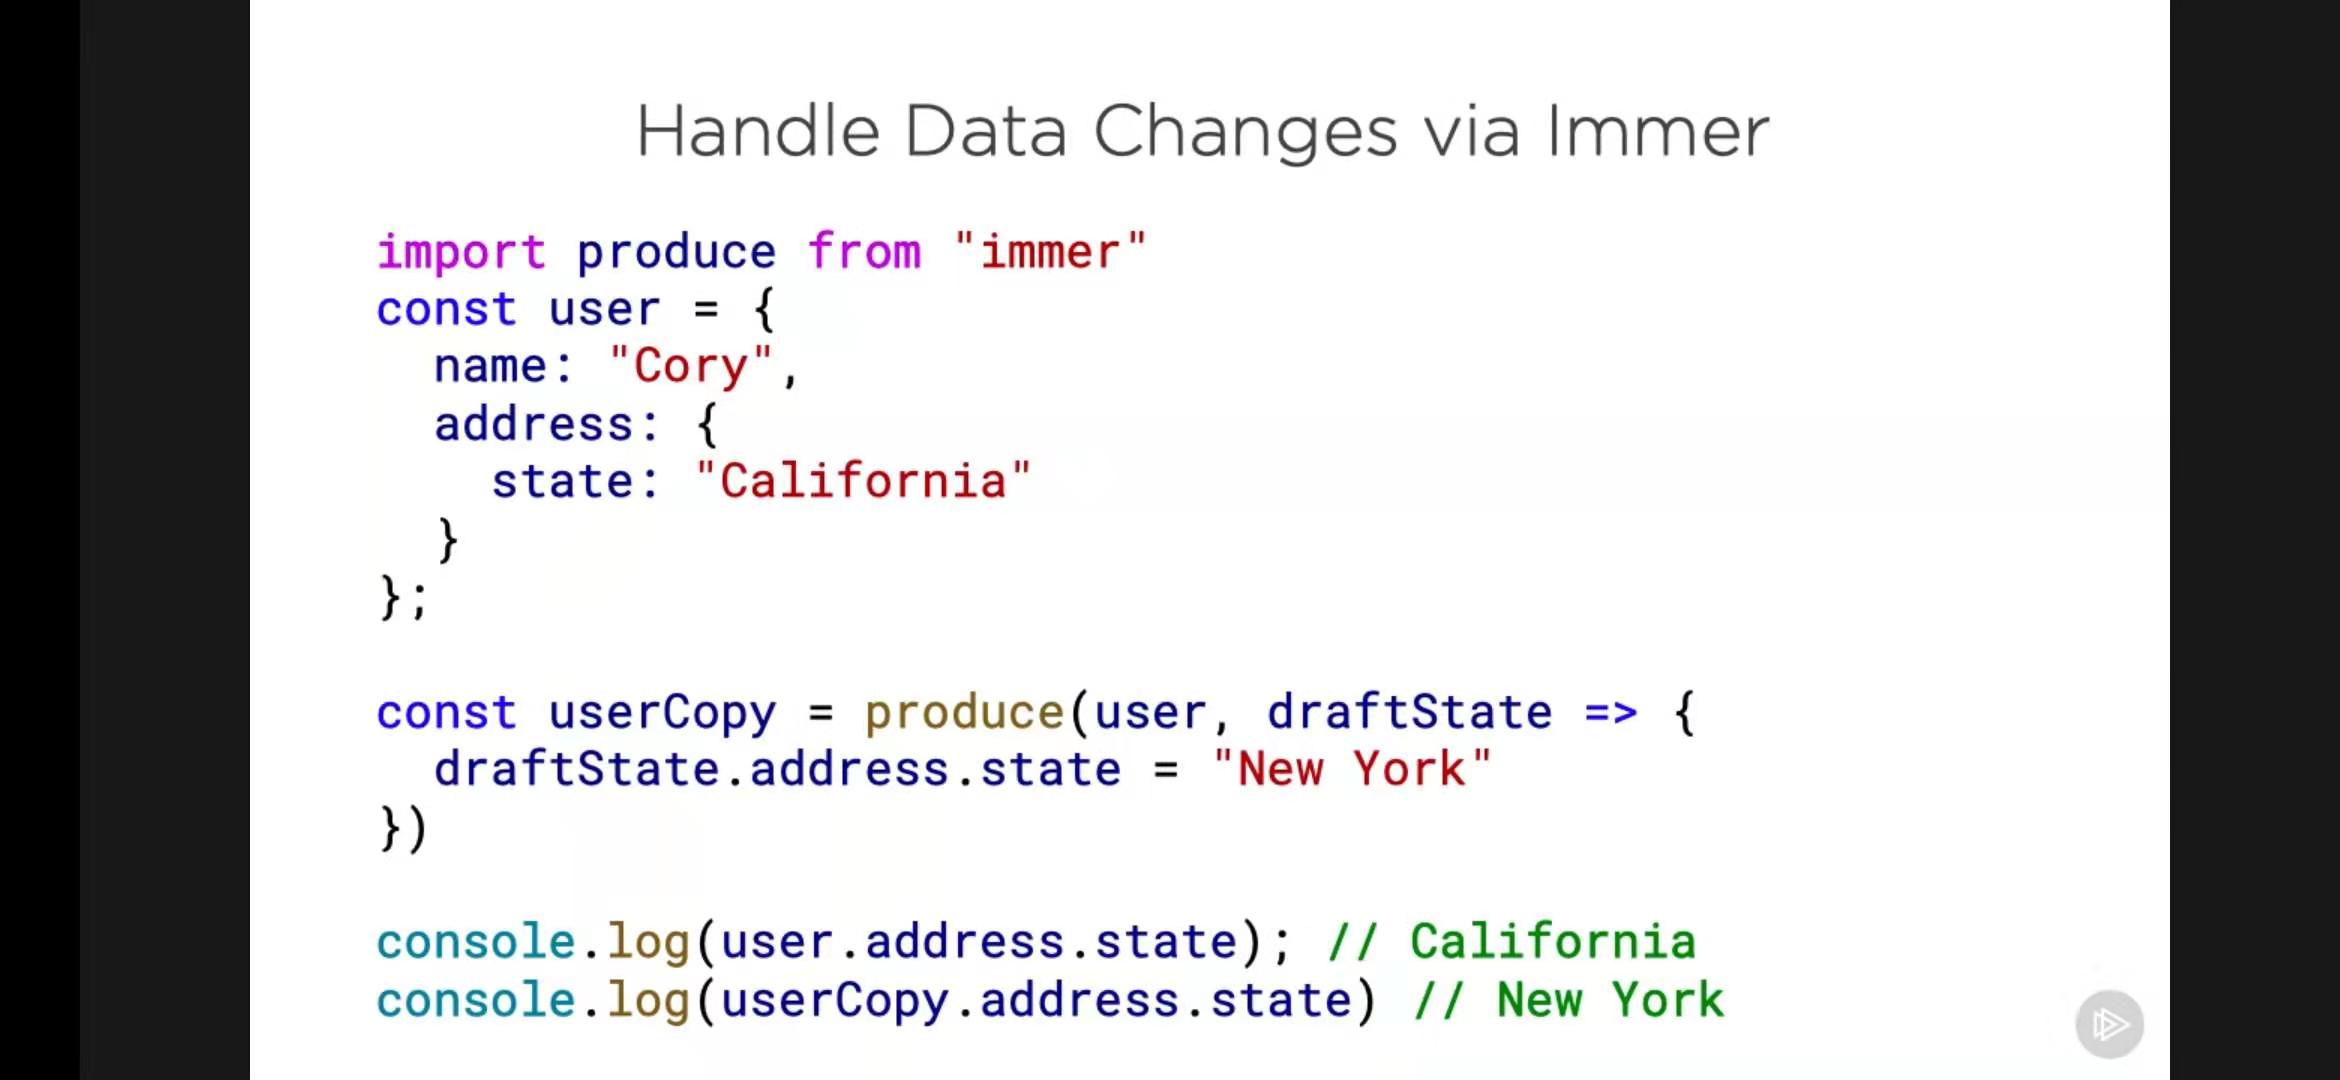 Handle Data Changes via Immer
import produce from "immer"
const user = {
  name: "Cory",
  address: {
    state: "California"
  }
};
const userCopy = produce(user, draftState => {
  draftState.address.state = "New York"
})
console.log(user.address.state); // California
console.log(userCopy.address.state) // New York